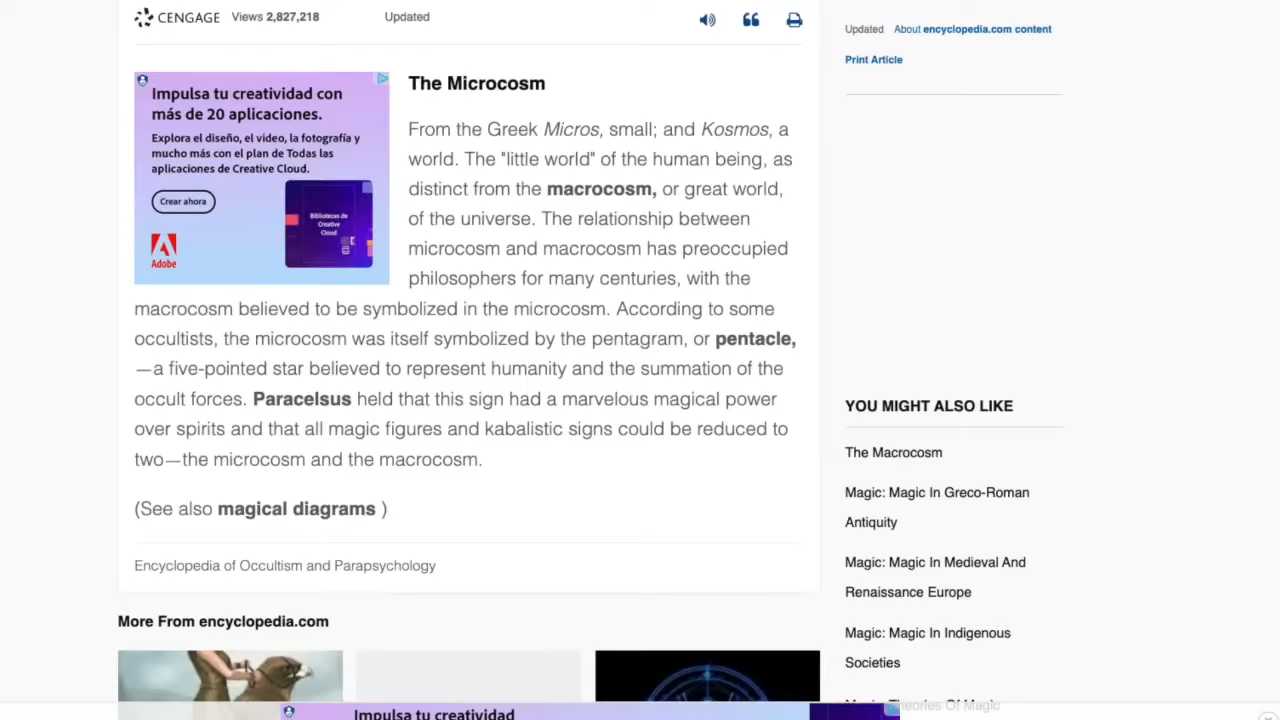 CENGAGE Views 2,827,218 Updated
Impulsa tu creatividad con
más de 20 aplicaciones.
Explora el diseño, el video, la fotografía y
mucho más con el plan de Todas las
aplicaciones de Creative Cloud.
Crear ahora
Bibliotecas de
Creative
Cloud
Adobe
The Microcosm
From the Greek Micros, small; and Kosmos, a
world. The "little world" of the human being, as
distinct from the macrocosm, or great world,
of the universe. The relationship between
microcosm and macrocosm has preoccupied
philosophers for many centuries, with the
macrocosm believed to be symbolized in the microcosm. According to some
occultists, the microcosm was itself symbolized by the pentagram, or pentacle,
—a five-pointed star believed to represent humanity and the summation of the
occult forces. Paracelsus held that this sign had a marvelous magical power
over spirits and that all magic figures and kabalistic signs could be reduced to
two—the microcosm and the macrocosm.
(See also magical diagrams )
Encyclopedia of Occultism and Parapsychology
More From encyclopedia.com
Impulsa tu creatividad
Updated About encyclopedia.com content
Print Article
YOU MIGHT ALSO LIKE
The Macrocosm
Magic: Magic In Greco-Roman
Antiquity
Magic: Magic In Medieval And
Renaissance Europe
Magic: Magic In Indigenous
Societies
Magic: Theories Of Magic